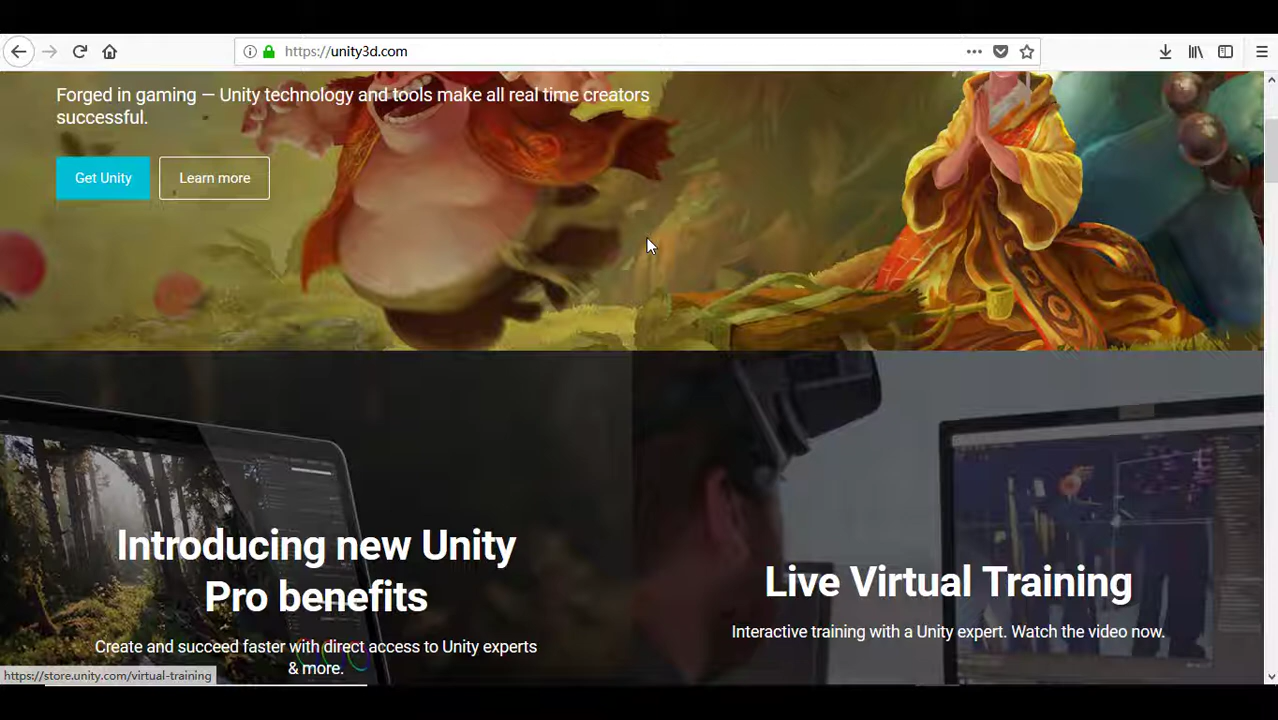 https://unity3d.com
Forged in gaming — Unity technology and tools make all real time creators
successful.
Get Unity
Learn more
Introducing new Unity
Pro benefits
Create and succeed faster with direct access to Unity experts
& more.
Live Virtual Training
Interactive training with a Unity expert. Watch the video now.
https://store.unity.com/virtual-training